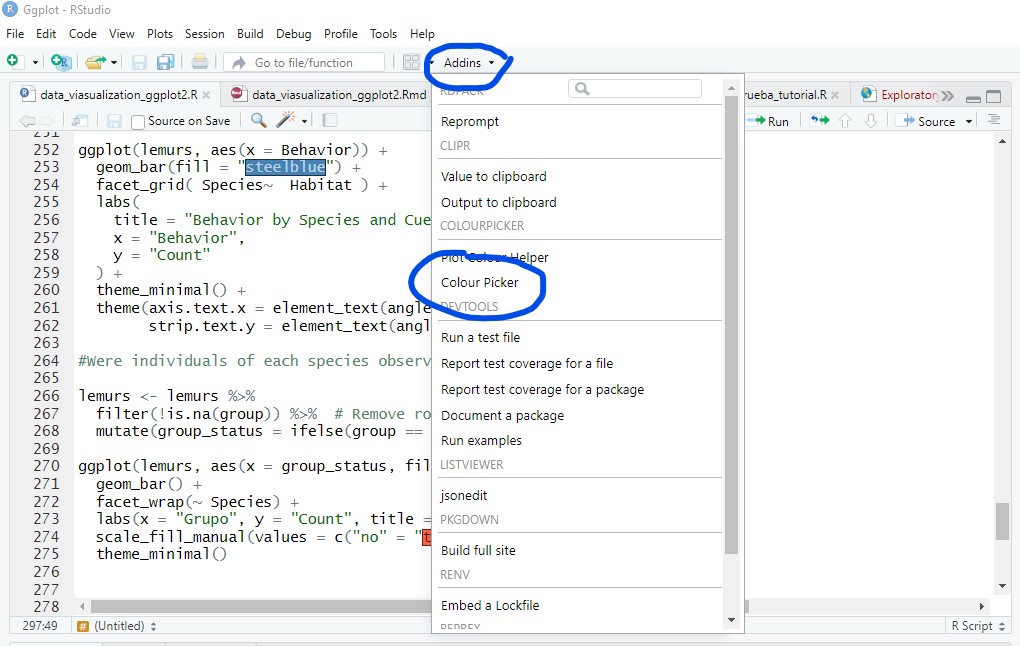 Ggplot - RStudio
File Edit Code View Plots Session Build Debug Profile Tools Help
Go to file/function Addins
data_viasualization_ggplot2.R data_viasualization_ggplot2.Rmd rueba_tutorial.R Explorator
Source on Save Run Source
251
252 ggplot(lemurs, aes(x = Behavior)) +
253 geom_bar(fill = "steelblue") +
254 facet_grid( Species~ Habitat ) +
255 labs(
256 title = "Behavior by Species and Cue
257 x = "Behavior",
258 y = "Count"
259 ) +
260 theme_minimal() +
261 theme(axis.text.x = element_text(angle
262 strip.text.y = element_text(angl
263
264 #Were individuals of each species observ
265
266 lemurs <- lemurs %>%
267 filter(!is.na(group)) %>% # Remove ro
268 mutate(group_status = ifelse(group ==
269
270 ggplot(lemurs, aes(x = group_status, fil
271 geom_bar() +
272 facet_wrap(~ Species) +
273 labs(x = "Grupo", y = "Count", title =
274 scale_fill_manual(values = c("no" = "t
275 theme_minimal()
276
277
278
RDPACK
Reprompt
CLIPR
Value to clipboard
Output to clipboard
COLOURPICKER
Plot Colour Helper
Colour Picker
DEVTOOLS
Run a test file
Report test coverage for a file
Report test coverage for a package
Document a package
Run examples
LISTVIEWER
jsonedit
PKGDOWN
Build full site
RENV
Embed a Lockfile
REPREX
297:49 (Untitled) R Script